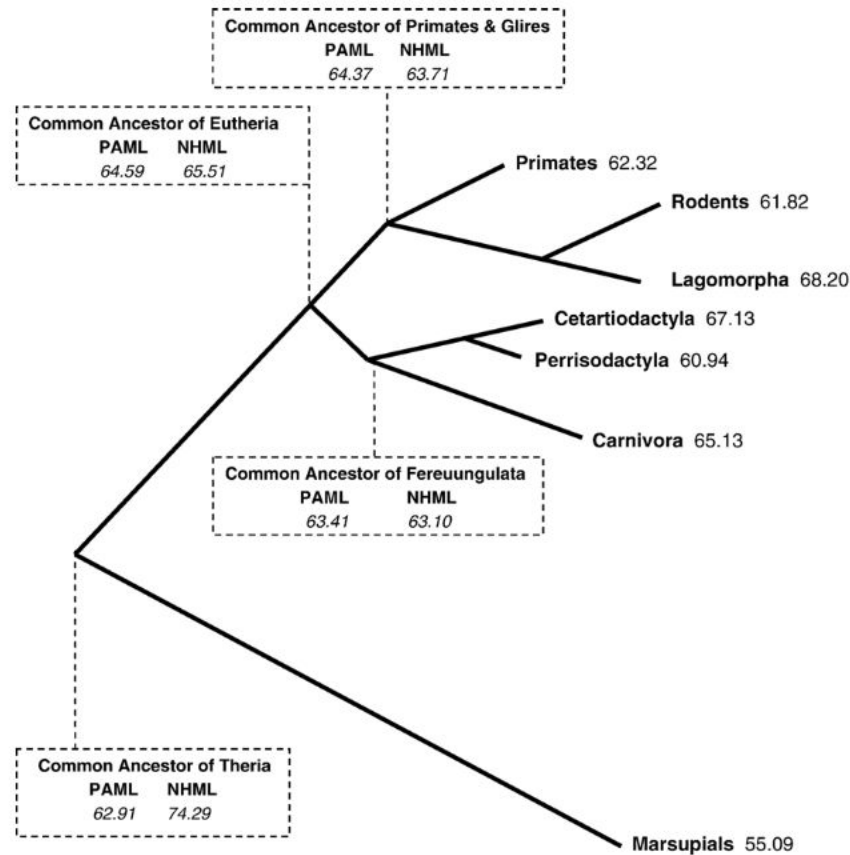 Common Ancestor of Primates & Glires
PAML NHML
64.37 63.71
Common Ancestor of Eutheria
PAML NHML
64.59 65.51
Primates 62.32
Rodents 61.82
Lagomorpha 68.20
Cetartiodactyla 67.13
Perrisodactyla 60.94
Carnivora 65.13
Common Ancestor of Fereuungulata
PAML NHML
63.41 63.10
Common Ancestor of Theria
PAML NHML
62.91 74.29
Marsupials 55.09